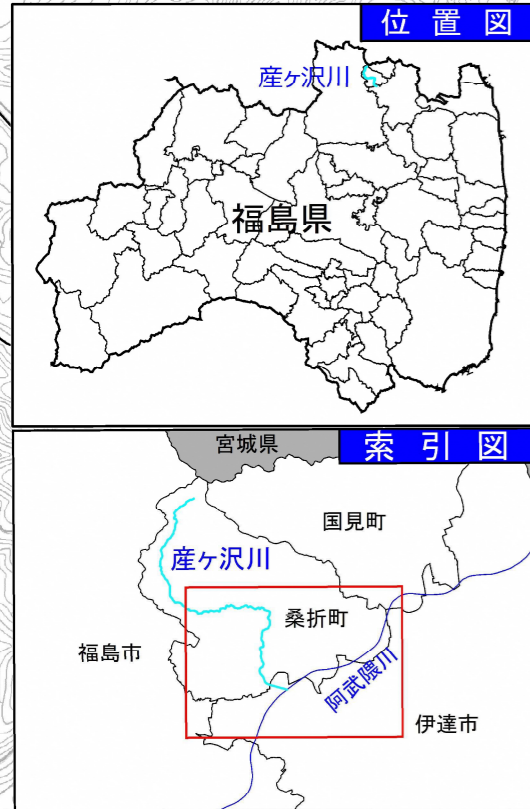 位置図
産ヶ沢川
福島県
索引図
宮城県
国見町
産ヶ沢川
桑折町
福島市
阿武隈川
伊達市